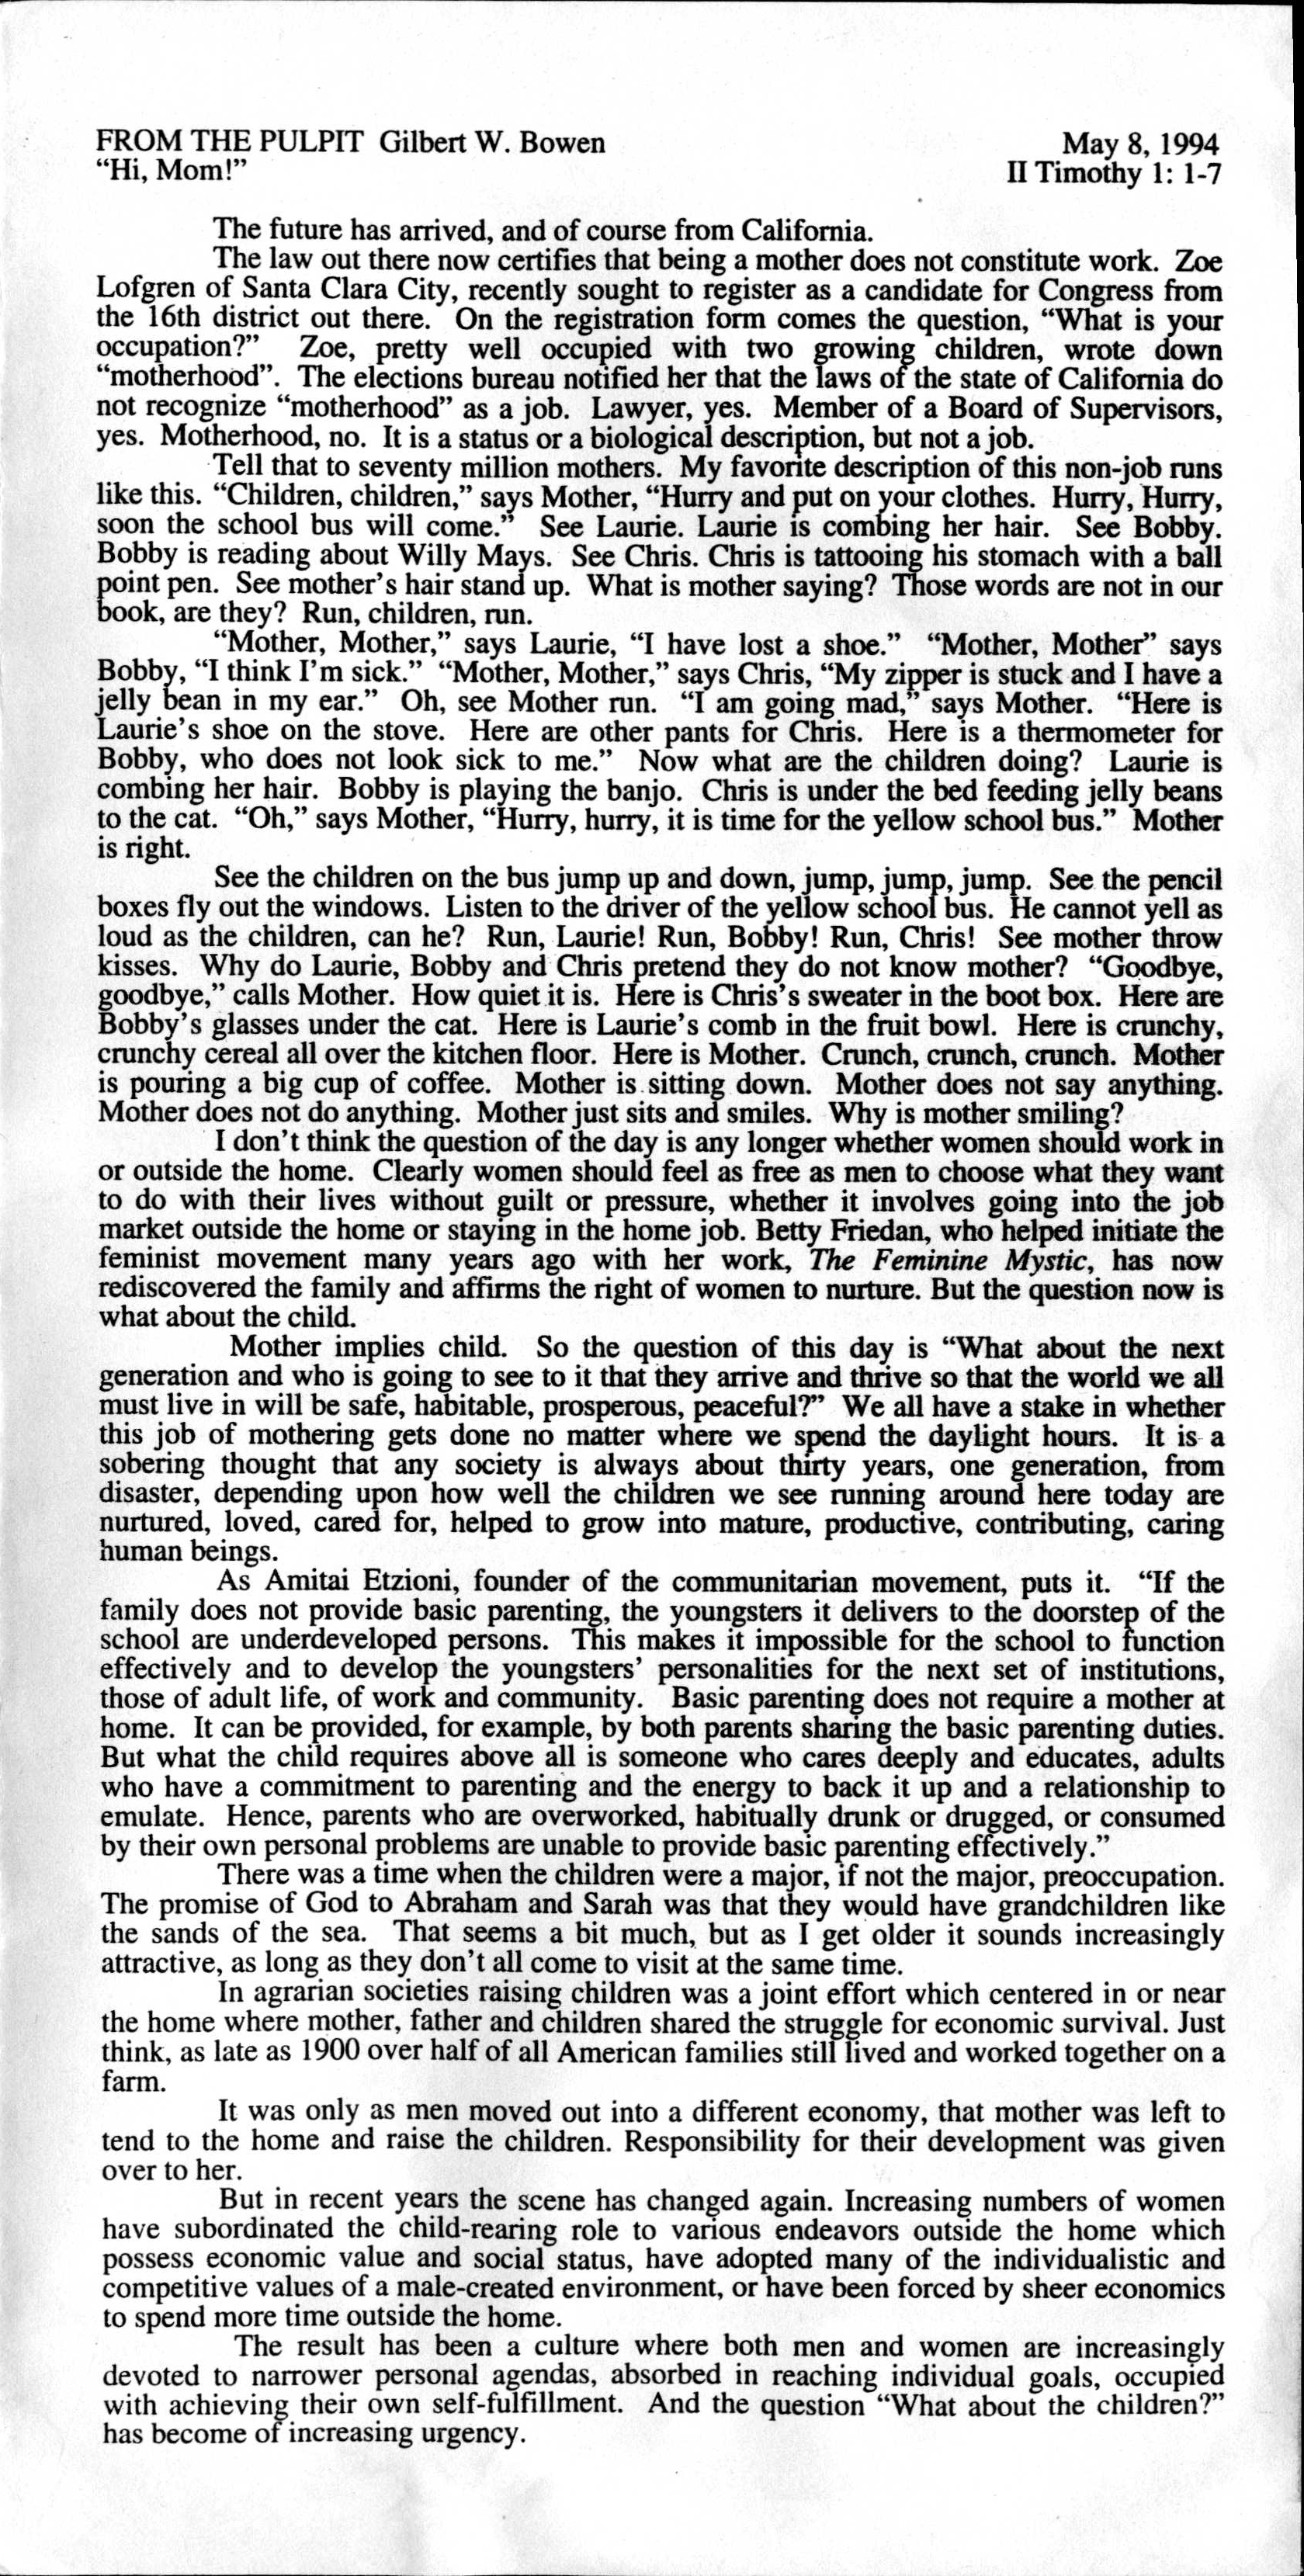 FROM THE PULPIT Gilbert W. Bowen May 8, 1994
“Hi, Mom!” II Timothy 1: 1-7
The future has arrived, and of course from California.
The law out there now certifies that being a mother does not constitute work. Zoe
Lofgren of Santa Clara City, recently sought to register as a candidate for Congress from
the 16th district out there. On the registration form comes the question, “What is your
occupation?” Zoe, pretty well occupied with two growing children, wrote down
“motherhood”. The elections bureau notified her that the laws of the state of California do
not recognize “motherhood” as a job. Lawyer, yes. Member of a Board of Supervisors,
yes. Motherhood, no. It is a status or a biological description, but not a job.
Tell that to seventy million mothers. My favorite description of this non-job runs
like this. “Children, children,” says Mother, “Hurry and put on your clothes. Hurry, Hurry,
soon the school bus will come.” See Laurie. Laurie is combing her hair. See Bobby.
Bobby is reading about Willy Mays. See Chris. Chris is tattooing his stomach with a ball
point pen. See mother’s hair stand up. What is mother saying? Those words are not in our
book, are they? Run, children, run.
“Mother, Mother,” says Laurie, “I have lost a shoe.” “Mother, Mother” says
Bobby, “I think I’m sick.” “Mother, Mother,” says Chris, “My zipper is stuck and I have a
jelly bean in my ear.” Oh, see Mother run. “I am going mad,” says Mother. “Here is
Laurie’s shoe on the stove. Here are other pants for Chris. Here is a thermometer for
Bobby, who does not look sick to me.” Now what are the children doing? Laurie is
combing her hair. Bobby is playing the banjo. Chris is under the bed feeding jelly beans
to the cat. “Oh,” says Mother, “Hurry, hurry, it is time for the yellow school bus.” Mother
is right.
See the children on the bus jump up and down, jump, jump, jump. See the pencil
boxes fly out the windows. Listen to the driver of the yellow school bus. He cannot yell as
loud as the children, can he? Run, Laurie! Run, Bobby! Run, Chris! See mother throw
kisses. Why do Laurie, Bobby and Chris pretend they do not know mother? “Goodbye,
goodbye,” calls Mother. How quiet it is. Here is Chris’s sweater in the boot box. Here are
Bobby’s glasses under the cat. Here is Laurie’s comb in the fruit bowl. Here is crunchy,
crunchy cereal all over the kitchen floor. Here is Mother. Crunch, crunch, crunch. Mother
is pouring a big cup of coffee. Mother is sitting down. Mother does not say anything.
Mother does not do anything. Mother just sits and smiles. Why is mother smiling?
I don’t think the question of the day is any longer whether women should work in
or outside the home. Clearly women should feel as free as men to choose what they want
to do with their lives without guilt or pressure, whether it involves going into the job
market outside the home or staying in the home job. Betty Friedan, who helped initiate the
feminist movement many years ago with her work, The Feminine Mystic, has now
rediscovered the family and affirms the right of women to nurture. But the question now is
what about the child.
Mother implies child. So the question of this day is “What about the next
generation and who is going to see to it that they arrive and thrive so that the world we all
must live in will be safe, habitable, prosperous, peaceful?” We all have a stake in whether
this job of mothering gets done no matter where we spend the daylight hours. It is a
sobering thought that any society is always about thirty years, one generation, from
disaster, depending upon how well the children we see running around here today are
nurtured, loved, cared for, helped to grow into mature, productive, contributing, caring
human beings.
As Amitai Etzioni, founder of the communitarian movement, puts it. “If the
family does not provide basic parenting, the youngsters it delivers to the doorstep of the
school are underdeveloped persons. This makes it impossible for the school to function
effectively and to develop the youngsters’ personalities for the next set of institutions,
those of adult life, of work and community. Basic parenting does not require a mother at
home. It can be provided, for example, by both parents sharing the basic parenting duties.
But what the child requires above all is someone who cares deeply and educates, adults
who have a commitment to parenting and the energy to back it up and a relationship to
emulate. Hence, parents who are overworked, habitually drunk or drugged, or consumed
by their own personal problems are unable to provide basic parenting effectively.”
There was a time when the children were a major, if not the major, preoccupation.
The promise of God to Abraham and Sarah was that they would have grandchildren like
the sands of the sea. That seems a bit much, but as I get older it sounds increasingly
attractive, as long as they don’t all come to visit at the same time.
In agrarian societies raising children was a joint effort which centered in or near
the home where mother, father and children shared the struggle for economic survival. Just
think, as late as 1900 over half of all American families still lived and worked together on a
farm.
It was only as men moved out into a different economy, that mother was left to
tend to the home and raise the children. Responsibility for their development was given
over to her.
But in recent years the scene has changed again. Increasing numbers of women
have subordinated the child-rearing role to various endeavors outside the home which
possess economic value and social status, have adopted many of the individualistic and
competitive values of a male-created environment, or have been forced by sheer economics
to spend more time outside the home.
The result has been a culture where both men and women are increasingly
devoted to narrower personal agendas, absorbed in reaching individual goals, occupied
with achieving their own self-fulfillment. And the question “What about the children?”
has become of increasing urgency.